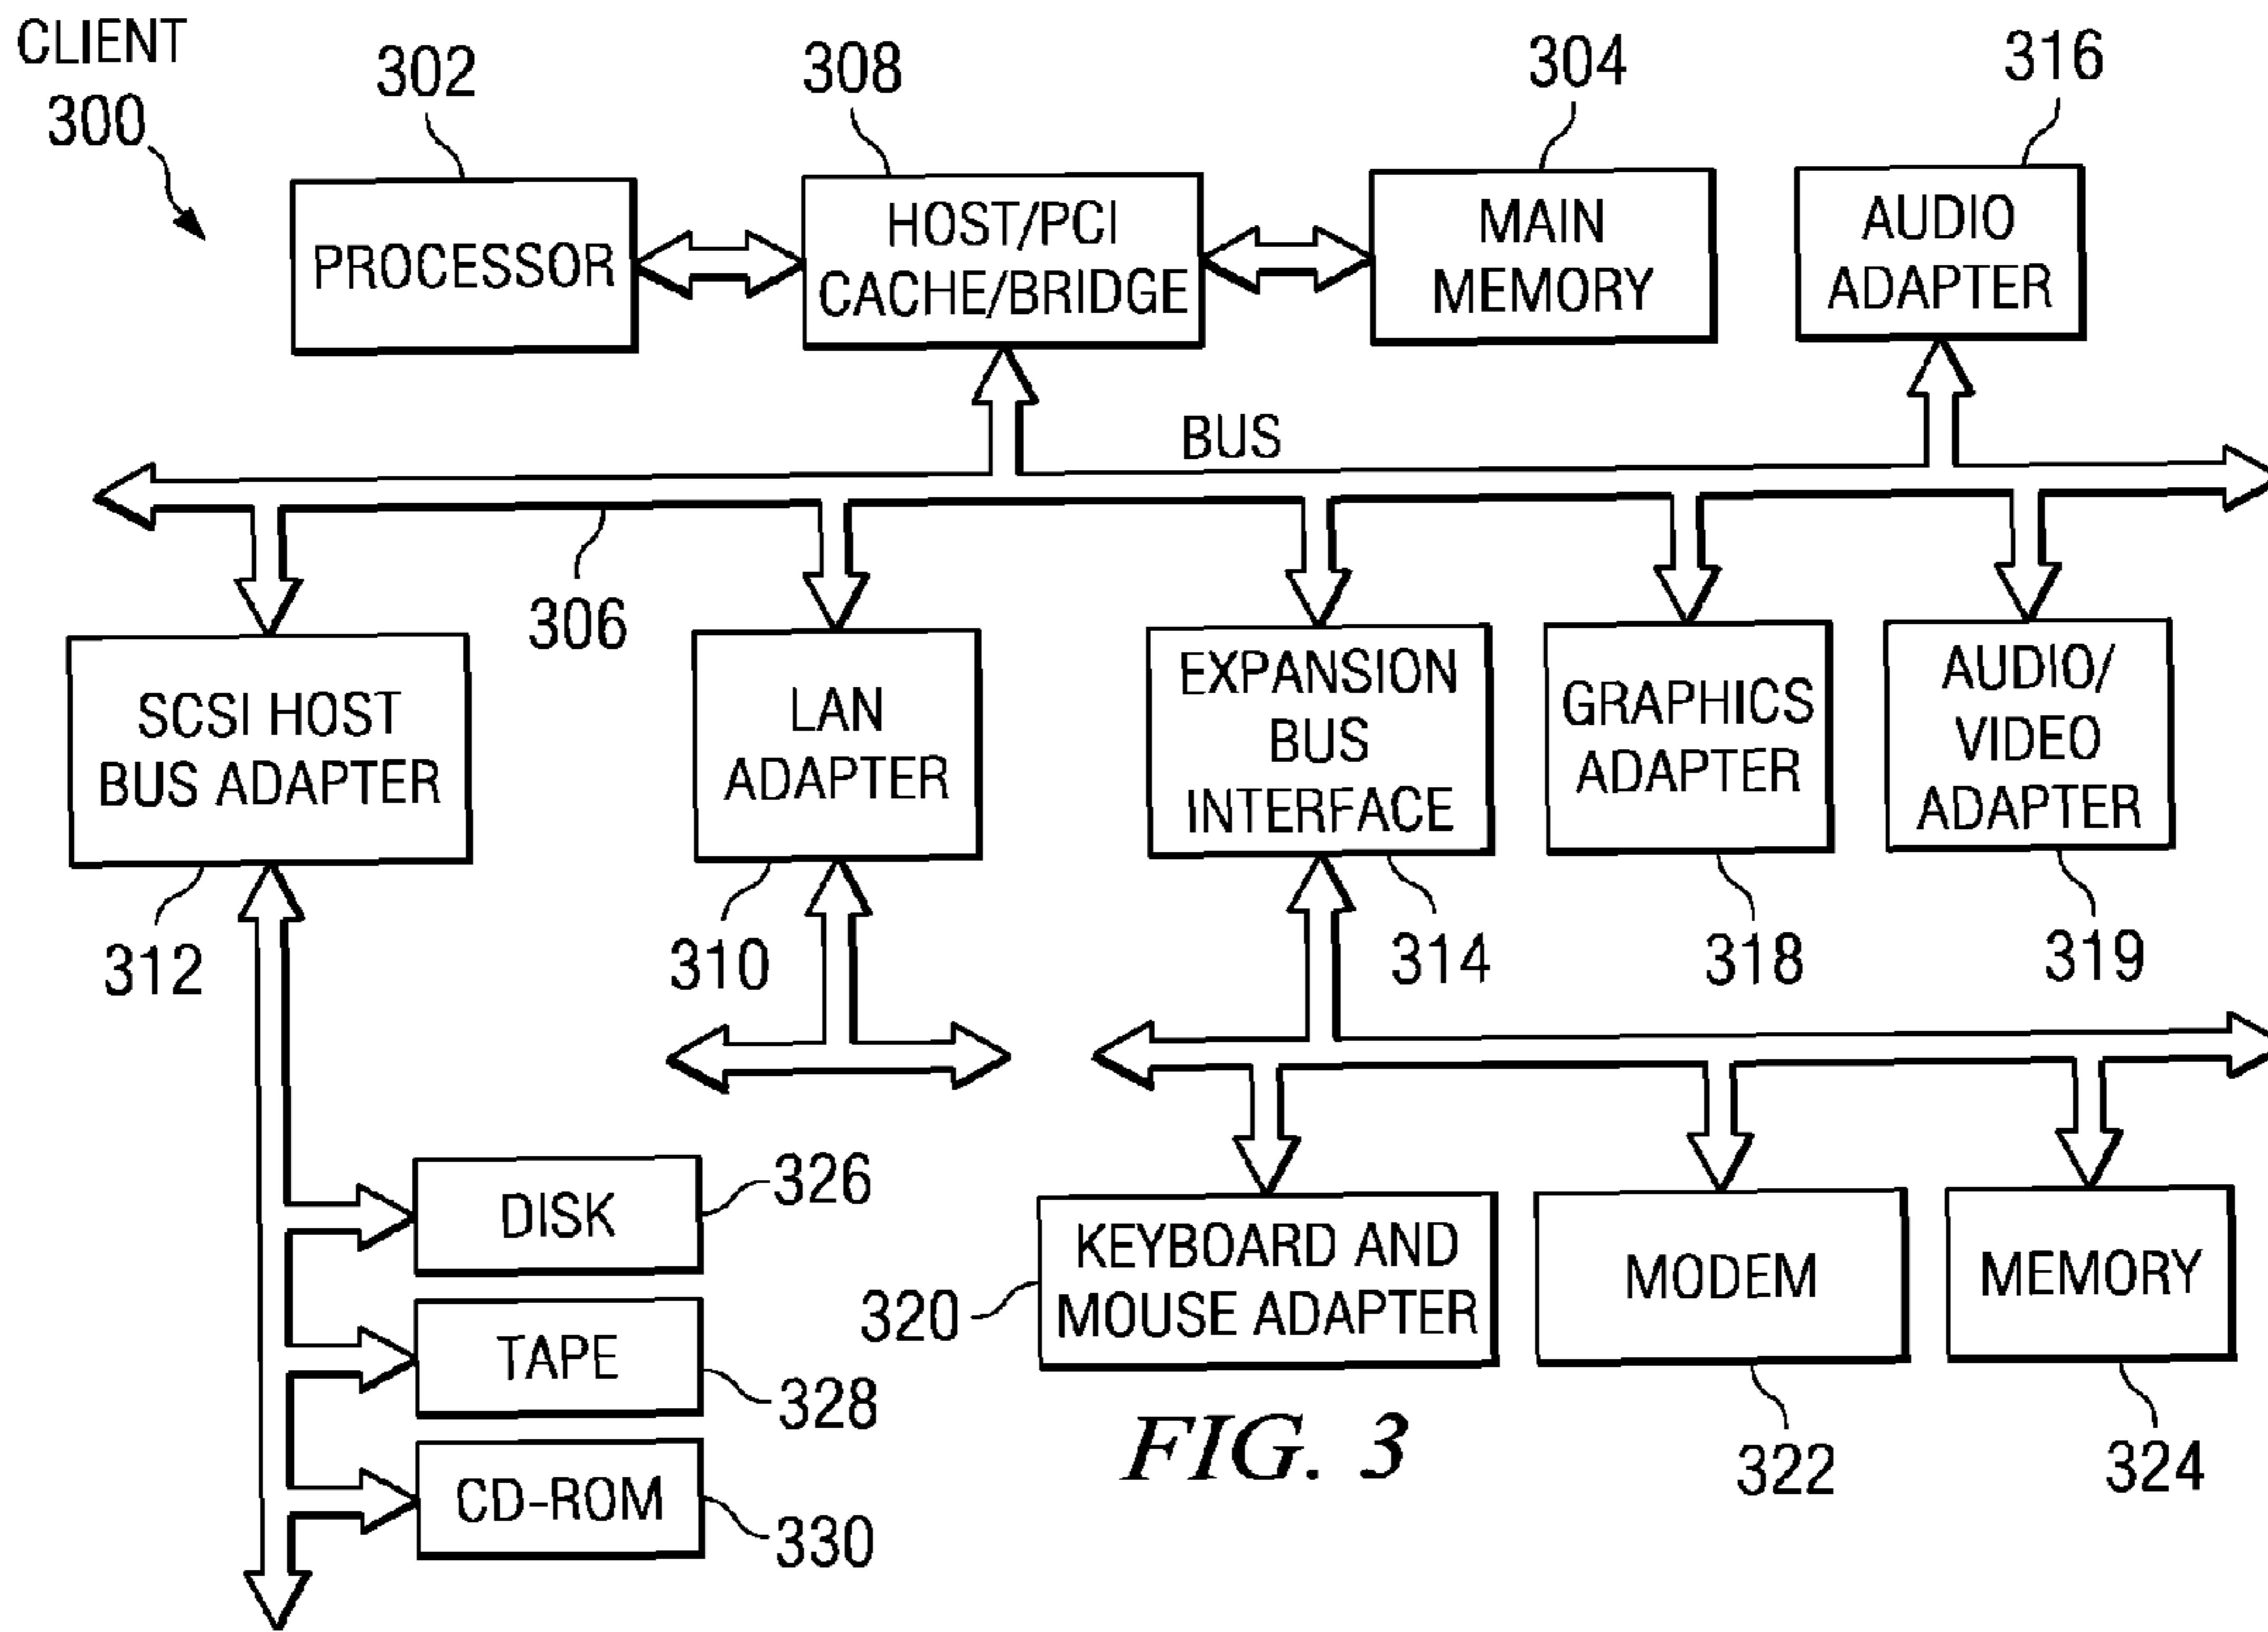 CLIENT
300
302
308
304
316
PROCESSOR
HOST/PCI
CACHE/BRIDGE
MAIN
MEMORY
AUDIO
ADAPTER
BUS
306
SCSI HOST
BUS ADAPTER
LAN
ADAPTER
EXPANSION
BUS
INTERFACE
GRAPHICS
ADAPTER
AUDIO/
VIDEO
ADAPTER
312
310
314
318
319
DISK
326
TAPE
328
CD-ROM
330
320
KEYBOARD AND
MOUSE ADAPTER
MODEM
MEMORY
322
324
FIG. 3